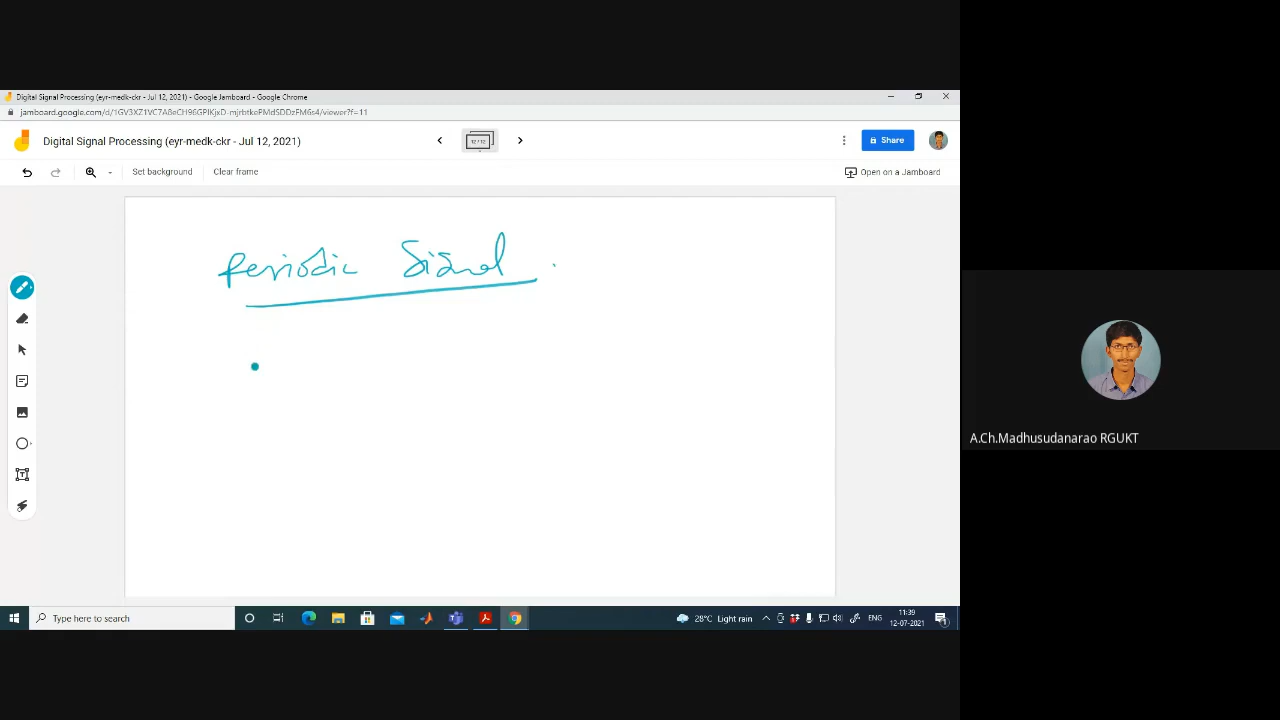 Digital Signal Processing (eyr-medk-ckr - Jul 12, 2021) - Google Jamboard - Google Chrome
Digital Signal Processing (eyr-medk-ckr - Jul 12, 2021)
12 / 12
Share
Set background
Clear frame
Open on a Jamboard
Periodic Signal
A.Ch.Madhusudanarao RGUKT
Type here to search
28°C Light rain
ENG
11:39
12-07-2021